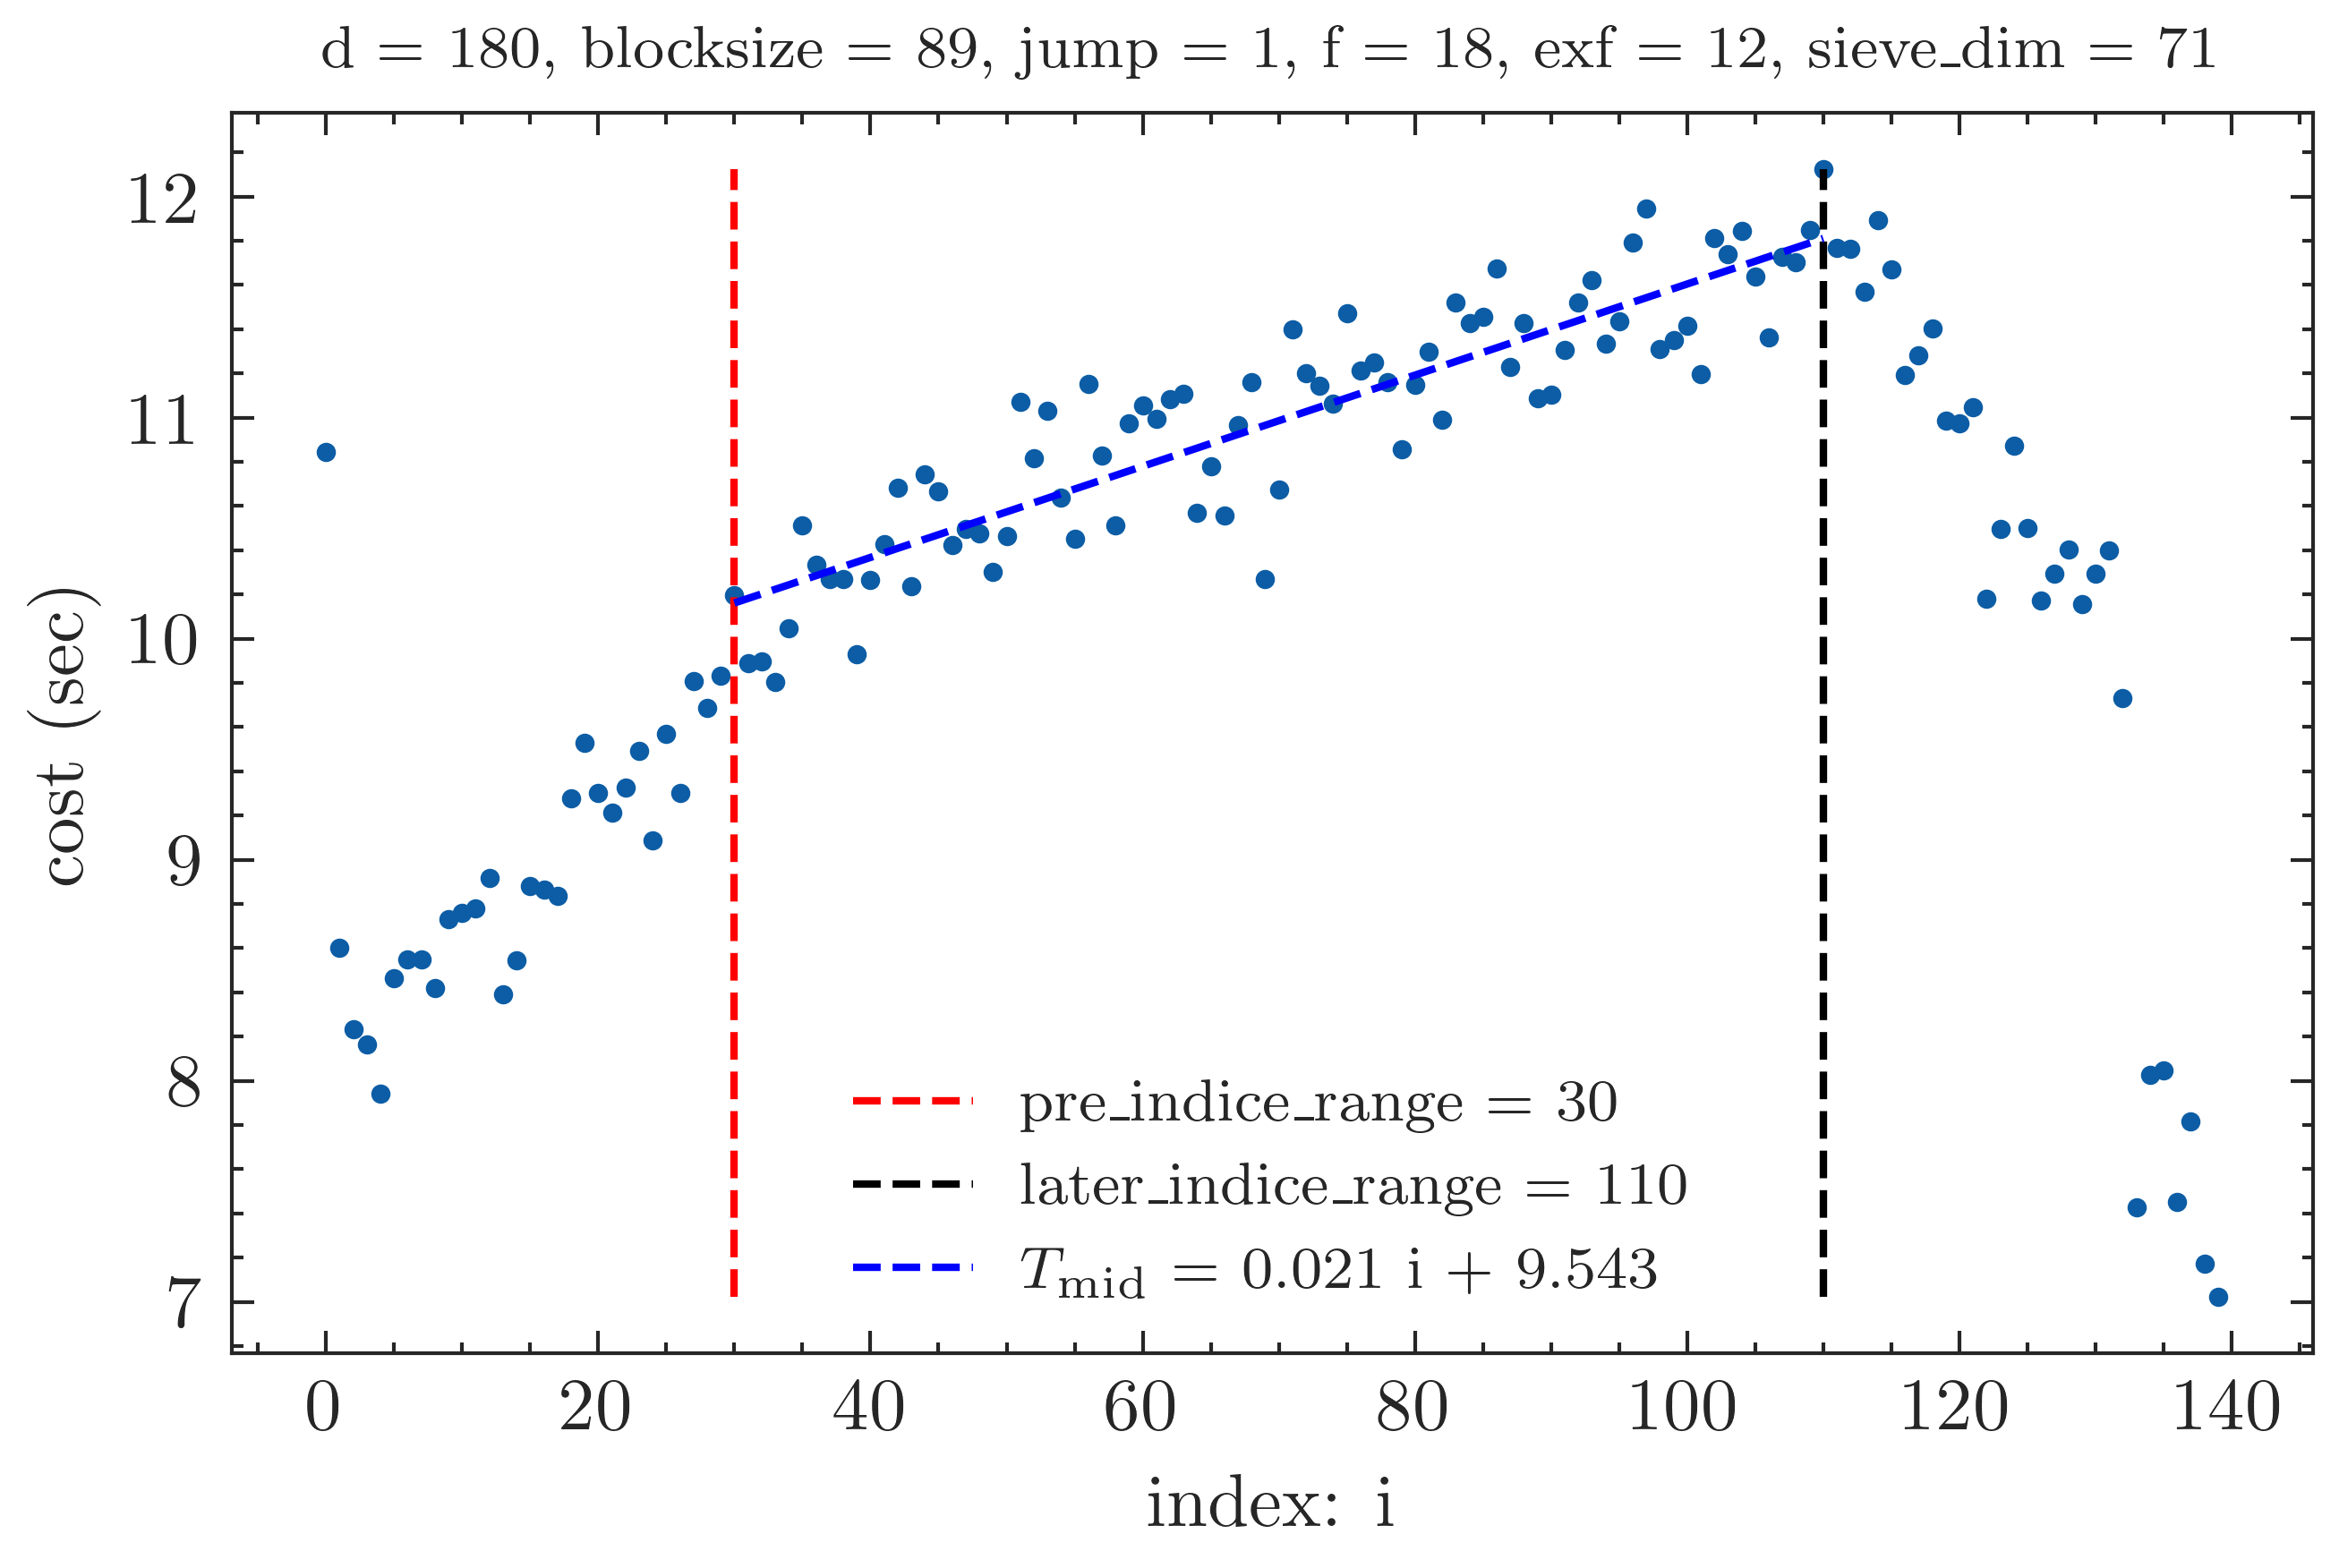 d = 180, blocksize = 89, jump = 1, f = 18, exf = 12, sieve_dim = 71
cost (sec)
12
11
10
9
8
7
pre_indice_range = 30
later_indice_range = 110
T_mid = 0.021 i + 9.543
0 20 40 60 80 100 120 140
index: i